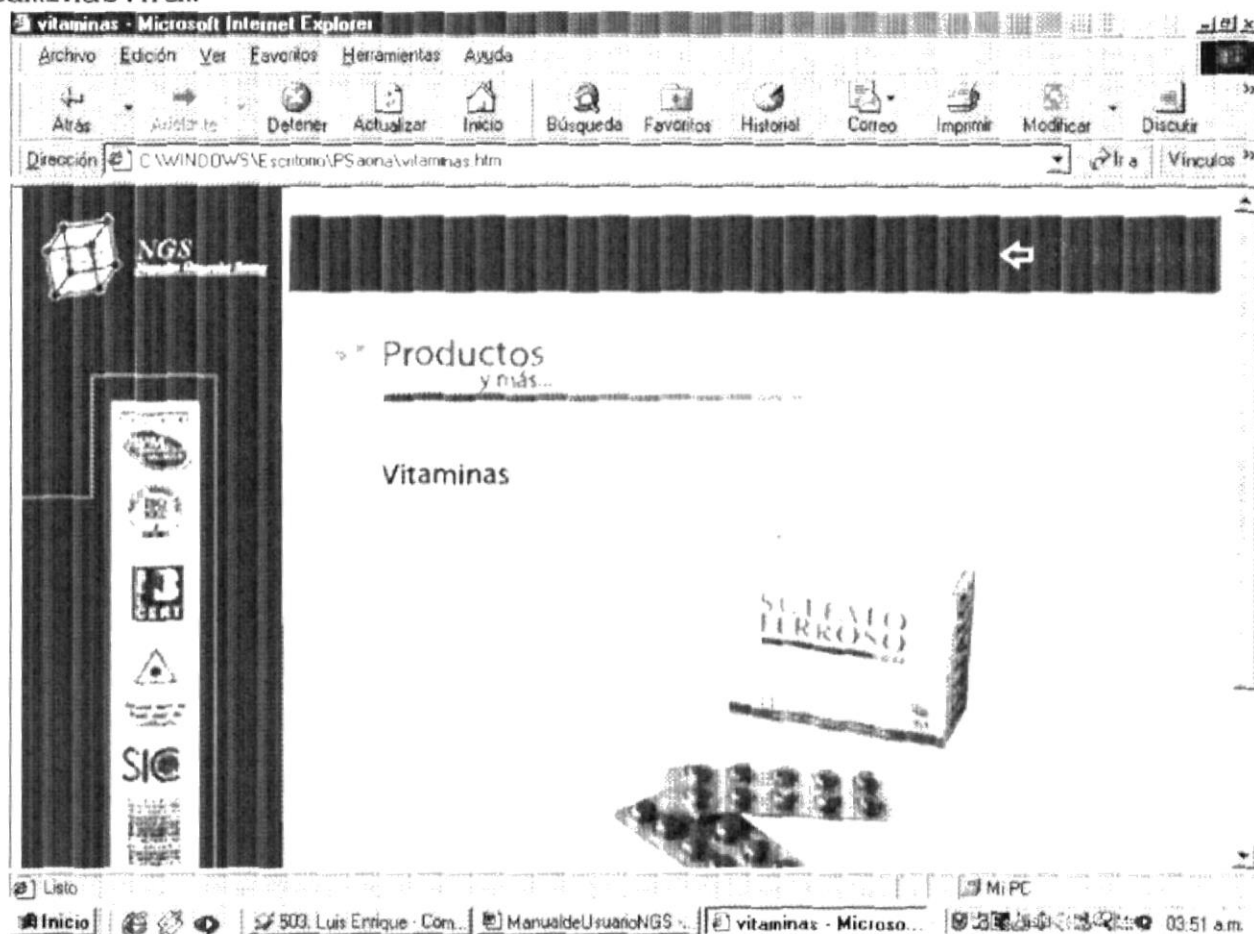 vitaminas - Microsoft Internet Explorer
Archivo Edición Ver Favoritos Herramientas Ayuda
Atrás Adelante Detener Actualizar Inicio Búsqueda Favoritos Historial Correo Imprimir Modificar Discutir
Dirección C:\WINDOWS\Escritorio\PSaona\vitaminas.htm Ir a Vínculos
NGS
Productos
y más...
Vitaminas
SULFATO
FERROSO
CERT
SIC
Listo Mi PC
Inicio 503. Luis Enrique - Com... ManualdeUsuarioNGS -... vitaminas - Microso... 03:51 a.m.